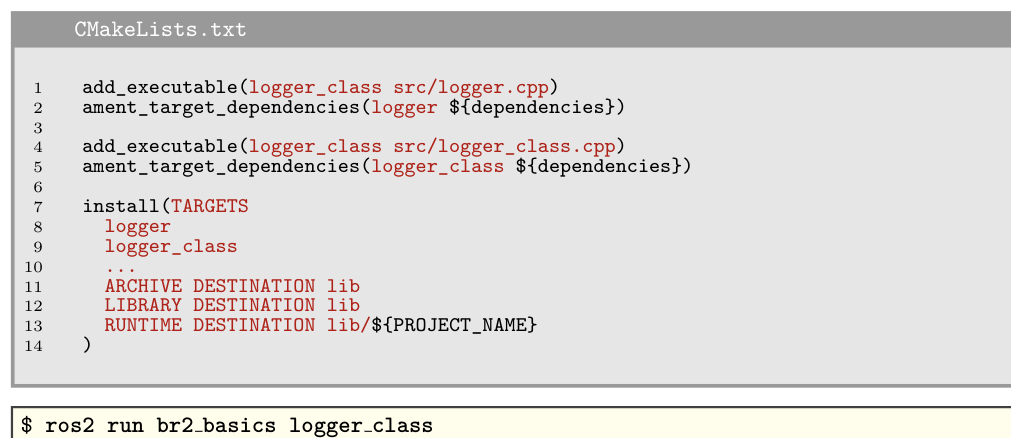 CMakeLists.txt
1 add_executable(logger_class src/logger.cpp)
2 ament_target_dependencies(logger ${dependencies})
3
4 add_executable(logger_class src/logger_class.cpp)
5 ament_target_dependencies(logger_class ${dependencies})
6
7 install(TARGETS
8 logger
9 logger_class
10 ...
11 ARCHIVE DESTINATION lib
12 LIBRARY DESTINATION lib
13 RUNTIME DESTINATION lib/${PROJECT_NAME}
14 )
$ ros2 run br2_basics logger_class